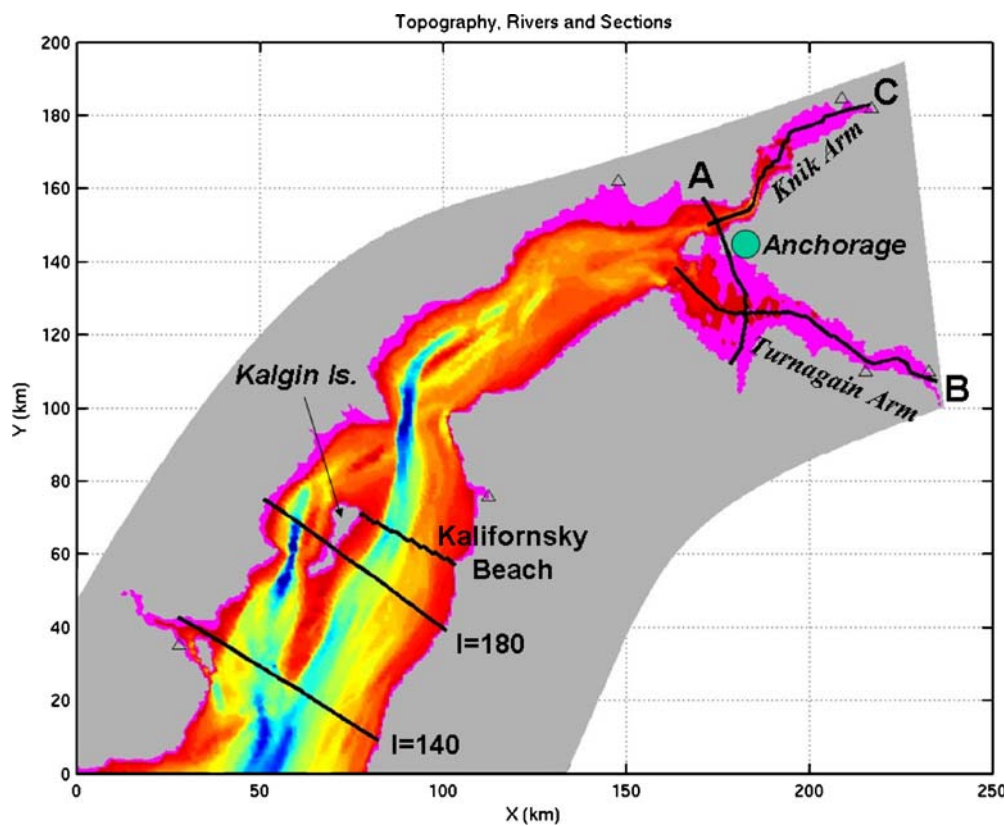 Topography, Rivers and Sections
200
180
160
140
120
100
80
60
40
20
0
Y (km)
0
50
100
150
200
250
X (km)
C
Knik Arm
A
Anchorage
Kalgin Is.
Turnagain Arm
B
Kalifornsky
Beach
I=180
I=140